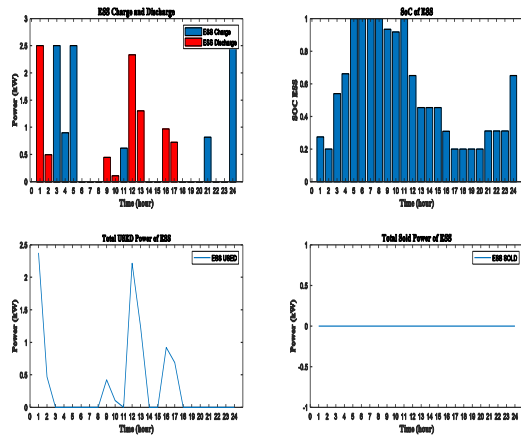 ESS Charge and Discharge
3
2.5
2
1.5
1
0.5
0
Power (kW)
ESS Charge
ESS Discharge
0 1 2 3 4 5 6 7 8 9 10 11 12 13 14 15 16 17 18 19 20 21 22 23 24
Time (hour)
SoC of ESS
1
0.8
0.6
0.4
0.2
0
SOC ESS
0 1 2 3 4 5 6 7 8 9 10 11 12 13 14 15 16 17 18 19 20 21 22 23 24
Time (hour)
Total USED Power of ESS
2.5
2
1.5
1
0.5
0
Power (kW)
ESS USED
0 1 2 3 4 5 6 7 8 9 10 11 12 13 14 15 16 17 18 19 20 21 22 23 24
Time (hour)
Total Sold Power of ESS
1
0.5
0
-0.5
-1
Power (kW)
ESS SOLD
0 1 2 3 4 5 6 7 8 9 10 11 12 13 14 15 16 17 18 19 20 21 22 23 24
Time (hour)